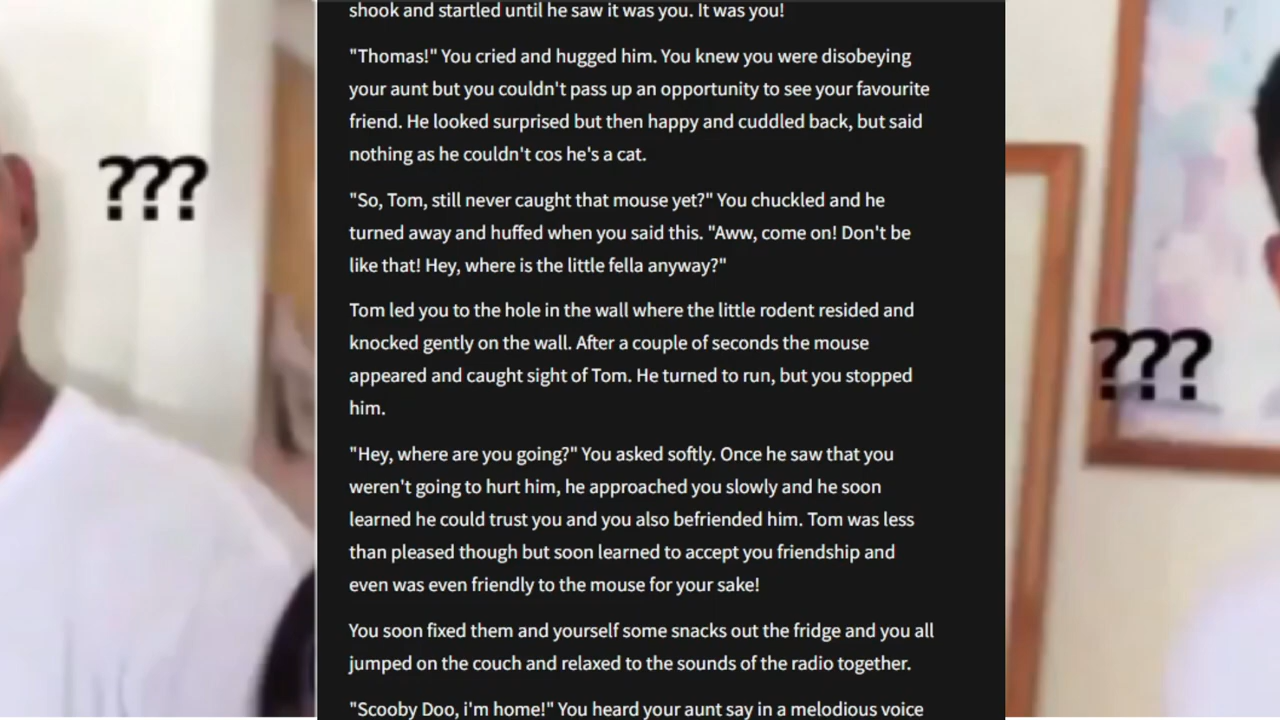 shook and startled until he saw it was you. It was you!
"Thomas!" You cried and hugged him. You knew you were disobeying
your aunt but you couldn't pass up an opportunity to see your favourite
friend. He looked surprised but then happy and cuddled back, but said
nothing as he couldn't cos he's a cat.
"So, Tom, still never caught that mouse yet?" You chuckled and he
turned away and huffed when you said this. "Aww, come on! Don't be
like that! Hey, where is the little fella anyway?"
Tom led you to the hole in the wall where the little rodent resided and
knocked gently on the wall. After a couple of seconds the mouse
appeared and caught sight of Tom. He turned to run, but you stopped
him.
"Hey, where are you going?" You asked softly. Once he saw that you
weren't going to hurt him, he approached you slowly and he soon
learned he could trust you and you also befriended him. Tom was less
than pleased though but soon learned to accept you friendship and
even was even friendly to the mouse for your sake!
You soon fixed them and yourself some snacks out the fridge and you all
jumped on the couch and relaxed to the sounds of the radio together.
"Scooby Doo, i'm home!" You heard your aunt say in a melodious voice
???
???